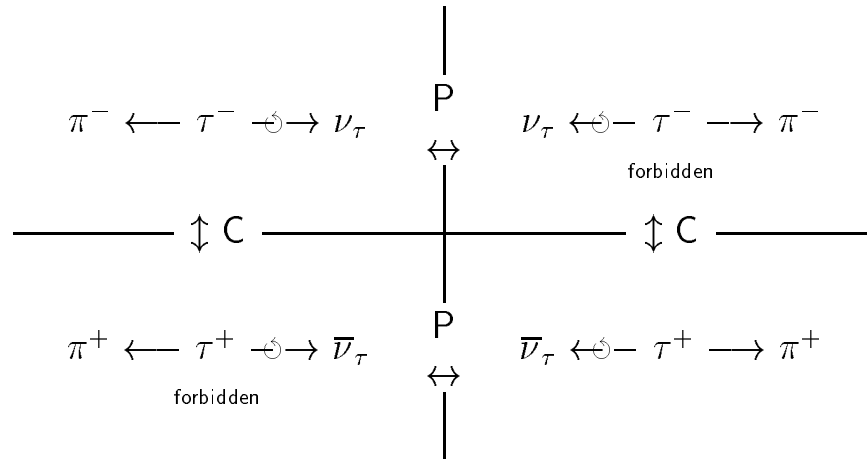 P
π⁻ ⟵ τ⁻ –↺→ ν_τ
ν_τ ←↺– τ⁻ ⟶ π⁻
↔
forbidden
↕ C
↕ C
P
π⁺ ⟵ τ⁺ –↺→ ν̅_τ
ν̅_τ ←↺– τ⁺ ⟶ π⁺
↔
forbidden